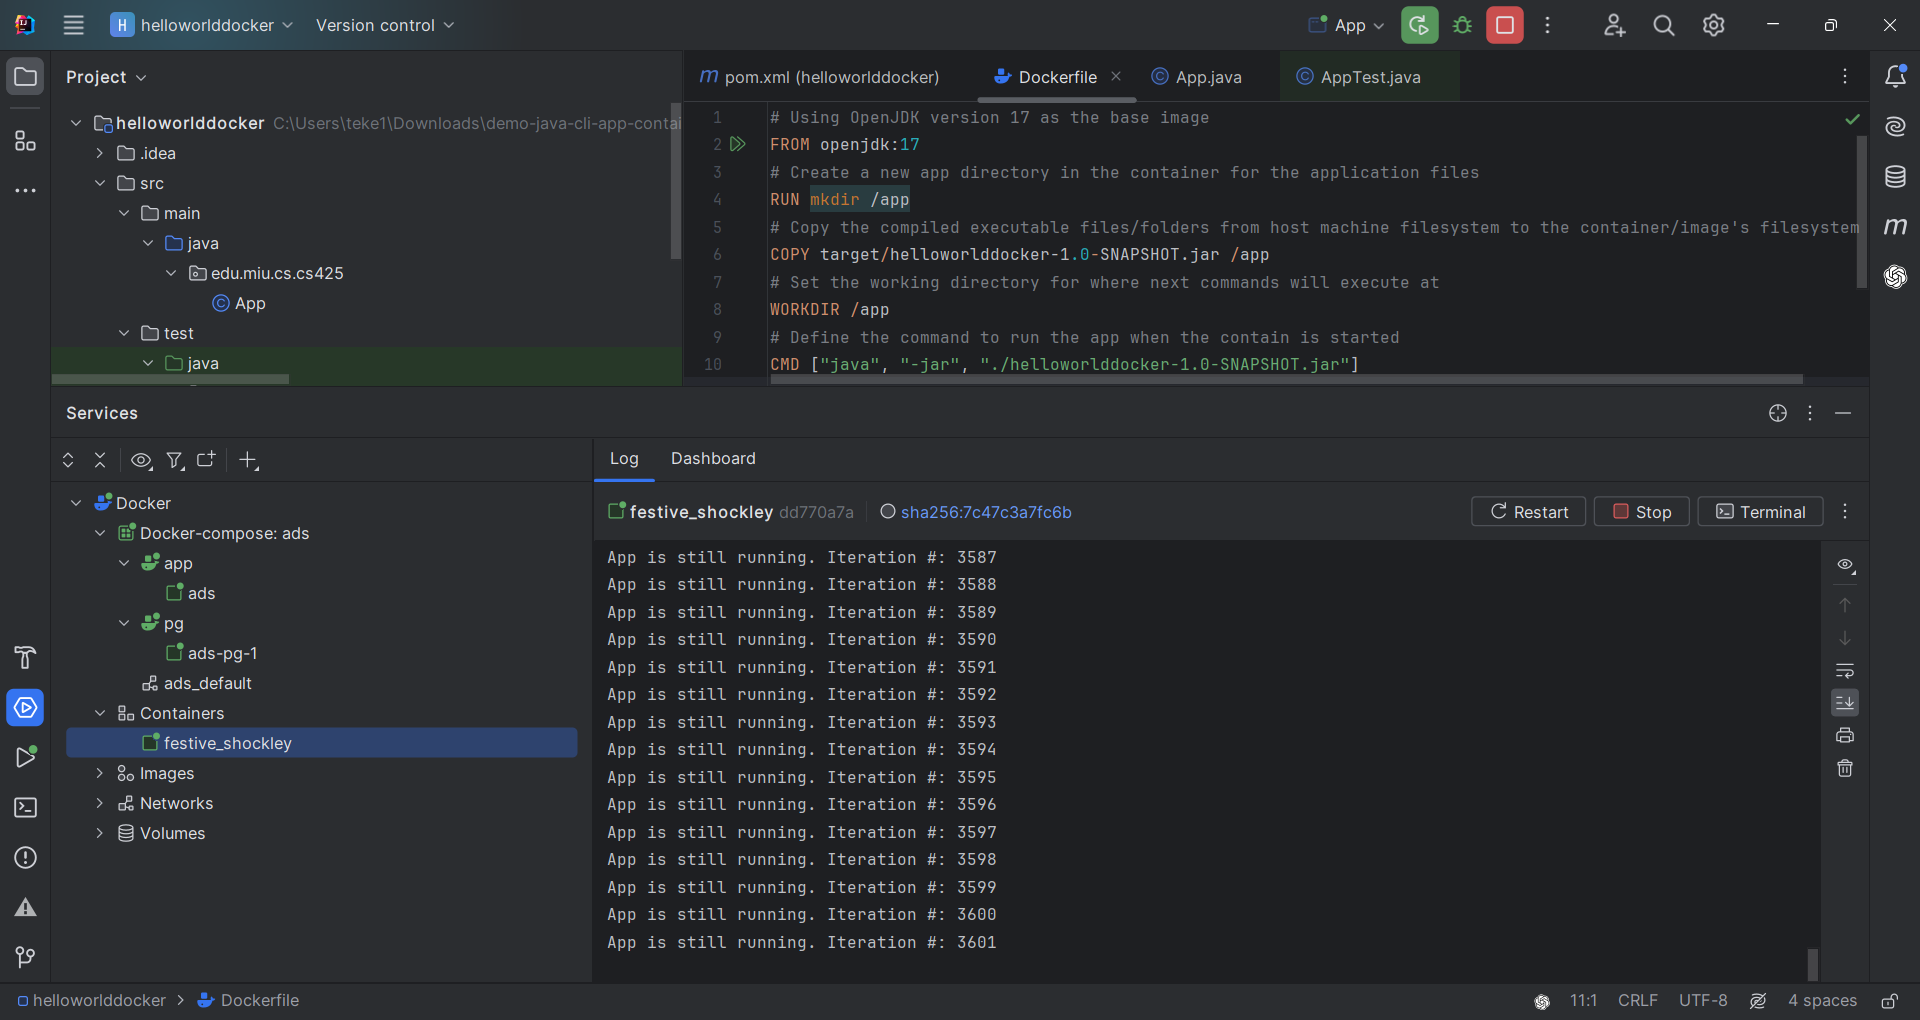 H helloworlddocker Version control App
Project
helloworlddocker C:\Users\teke1\Downloads\demo-java-cli-app-contai
.idea
src
main
java
edu.miu.cs.cs425
App
test
java
pom.xml (helloworlddocker) Dockerfile App.java AppTest.java
1 # Using OpenJDK version 17 as the base image
2 FROM openjdk:17
3 # Create a new app directory in the container for the application files
4 RUN mkdir /app
5 # Copy the compiled executable files/folders from host machine filesystem to the container/image's filesystem
6 COPY target/helloworlddocker-1.0-SNAPSHOT.jar /app
7 # Set the working directory for where next commands will execute at
8 WORKDIR /app
9 # Define the command to run the app when the contain is started
10 CMD ["java", "-jar", "./helloworlddocker-1.0-SNAPSHOT.jar"]
Services
Docker
Docker-compose: ads
app
ads
pg
ads-pg-1
ads_default
Containers
festive_shockley
Images
Networks
Volumes
Log Dashboard
festive_shockley dd770a7a sha256:7c47c3a7fc6b Restart Stop Terminal
App is still running. Iteration #: 3587
App is still running. Iteration #: 3588
App is still running. Iteration #: 3589
App is still running. Iteration #: 3590
App is still running. Iteration #: 3591
App is still running. Iteration #: 3592
App is still running. Iteration #: 3593
App is still running. Iteration #: 3594
App is still running. Iteration #: 3595
App is still running. Iteration #: 3596
App is still running. Iteration #: 3597
App is still running. Iteration #: 3598
App is still running. Iteration #: 3599
App is still running. Iteration #: 3600
App is still running. Iteration #: 3601
helloworlddocker Dockerfile 11:1 CRLF UTF-8 4 spaces